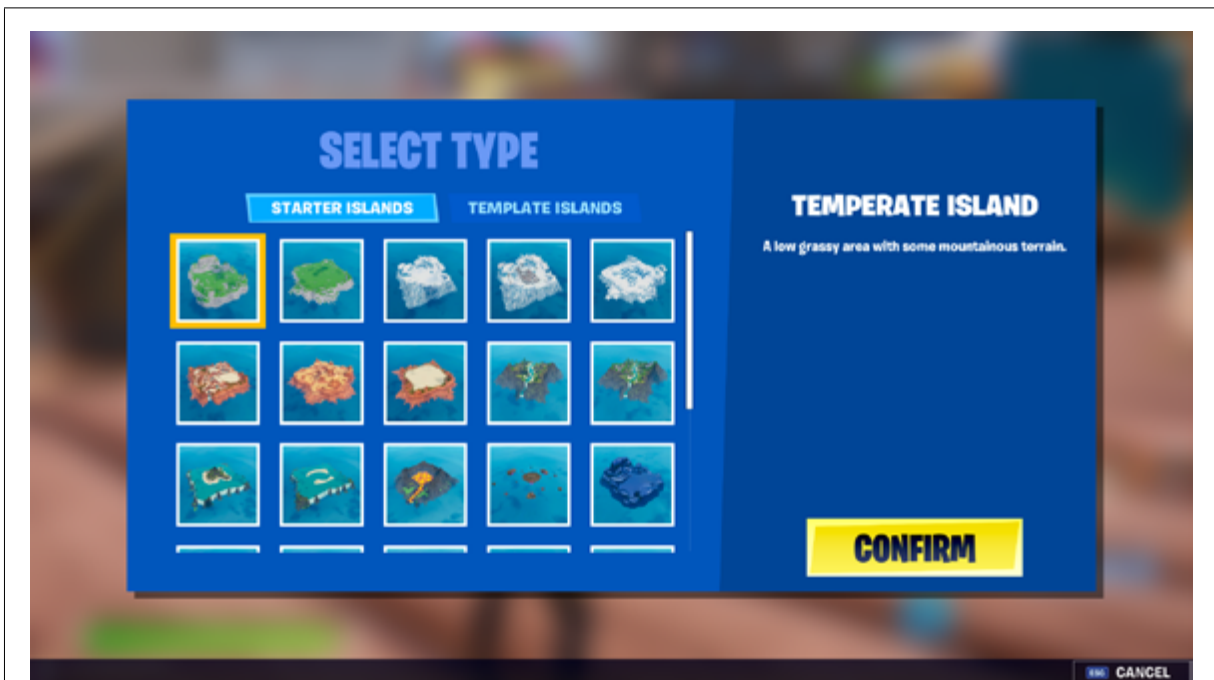 SELECT TYPE
STARTER ISLANDS
TEMPLATE ISLANDS
TEMPERATE ISLAND
A low grassy area with some mountainous terrain.
CONFIRM
ESC CANCEL